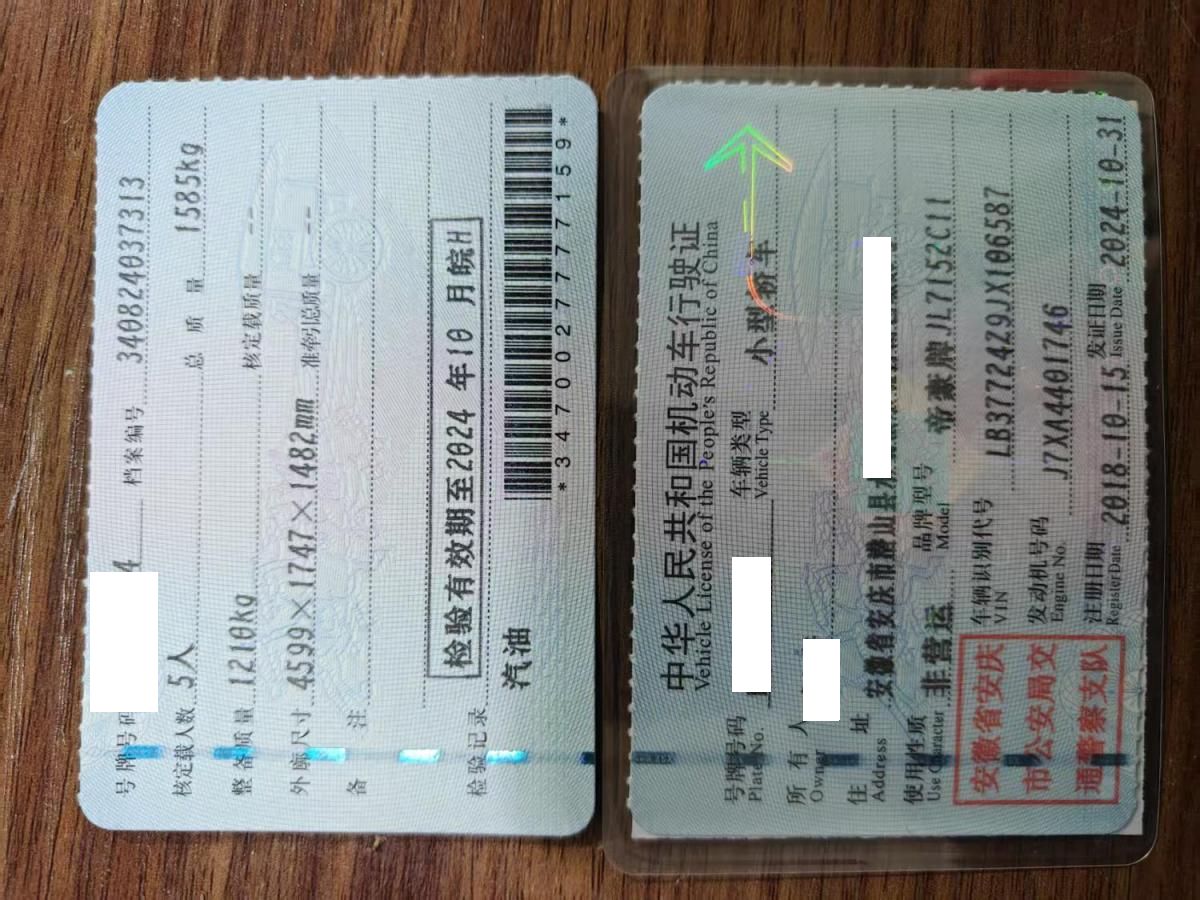 中华人民共和国机动车行驶证
Vehicle License of the People's Republic of China
号牌号码 车辆类型 小型轿车
Plate No. Vehicle Type
所有人
Owner
住址 安徽省安庆市潜山县
Address
使用性质 非营运 品牌型号 帝豪牌JL7152C11
Use Character Model
安徽省安庆市公安局交通警察支队
车辆识别代号 LB37724Z9JX106587
VIN
发动机号码 J7XA4401746
Engine No.
注册日期 2018-10-15 发证日期 2024-10-31
Register Date Issue Date
号牌号码 4 档案编号 340824037313
核定载人数 5人 总质量 1585kg
整备质量 1210kg 核定载质量 --
外廓尺寸 4599×1747×1482mm 准牵引总质量 --
备注
检验有效期至2024年10月皖H
检验记录 汽油
*3470027777159*